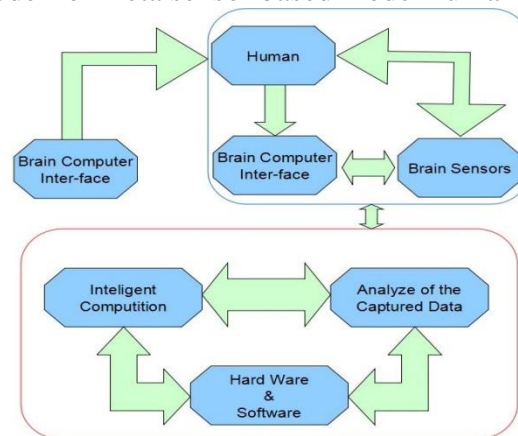 Human
Brain Computer
Inter-face
Brain Computer
Inter-face
Brain Sensors
Inteligent
Computition
Analyze of the
Captured Data
Hard Ware
&
Software